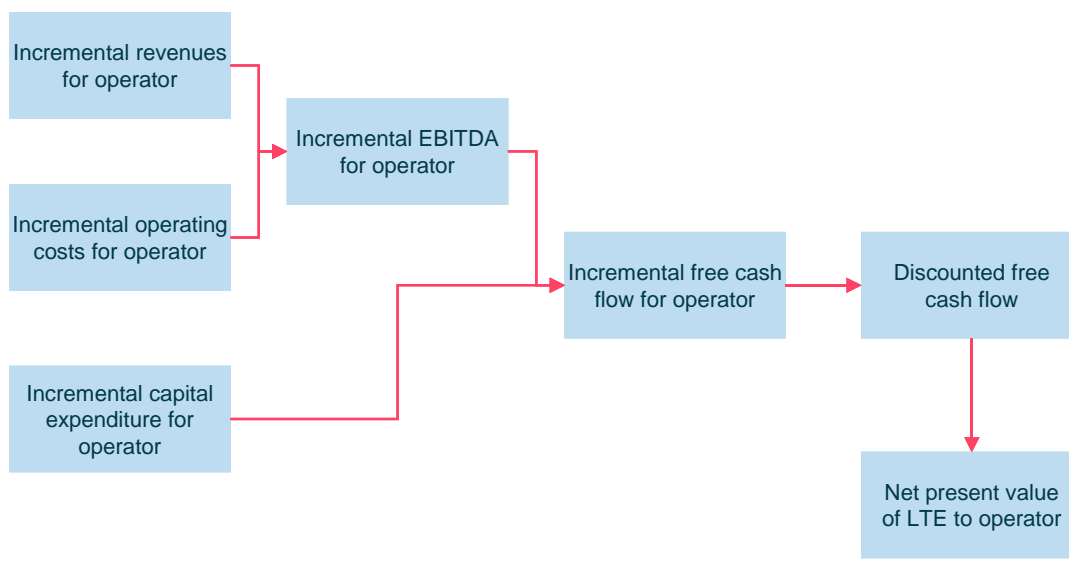 Incremental revenues
for operator
Incremental EBITDA
for operator
Incremental operating
costs for operator
Incremental free cash
flow for operator
Discounted free
cash flow
Incremental capital
expenditure for
operator
Net present value
of LTE to operator